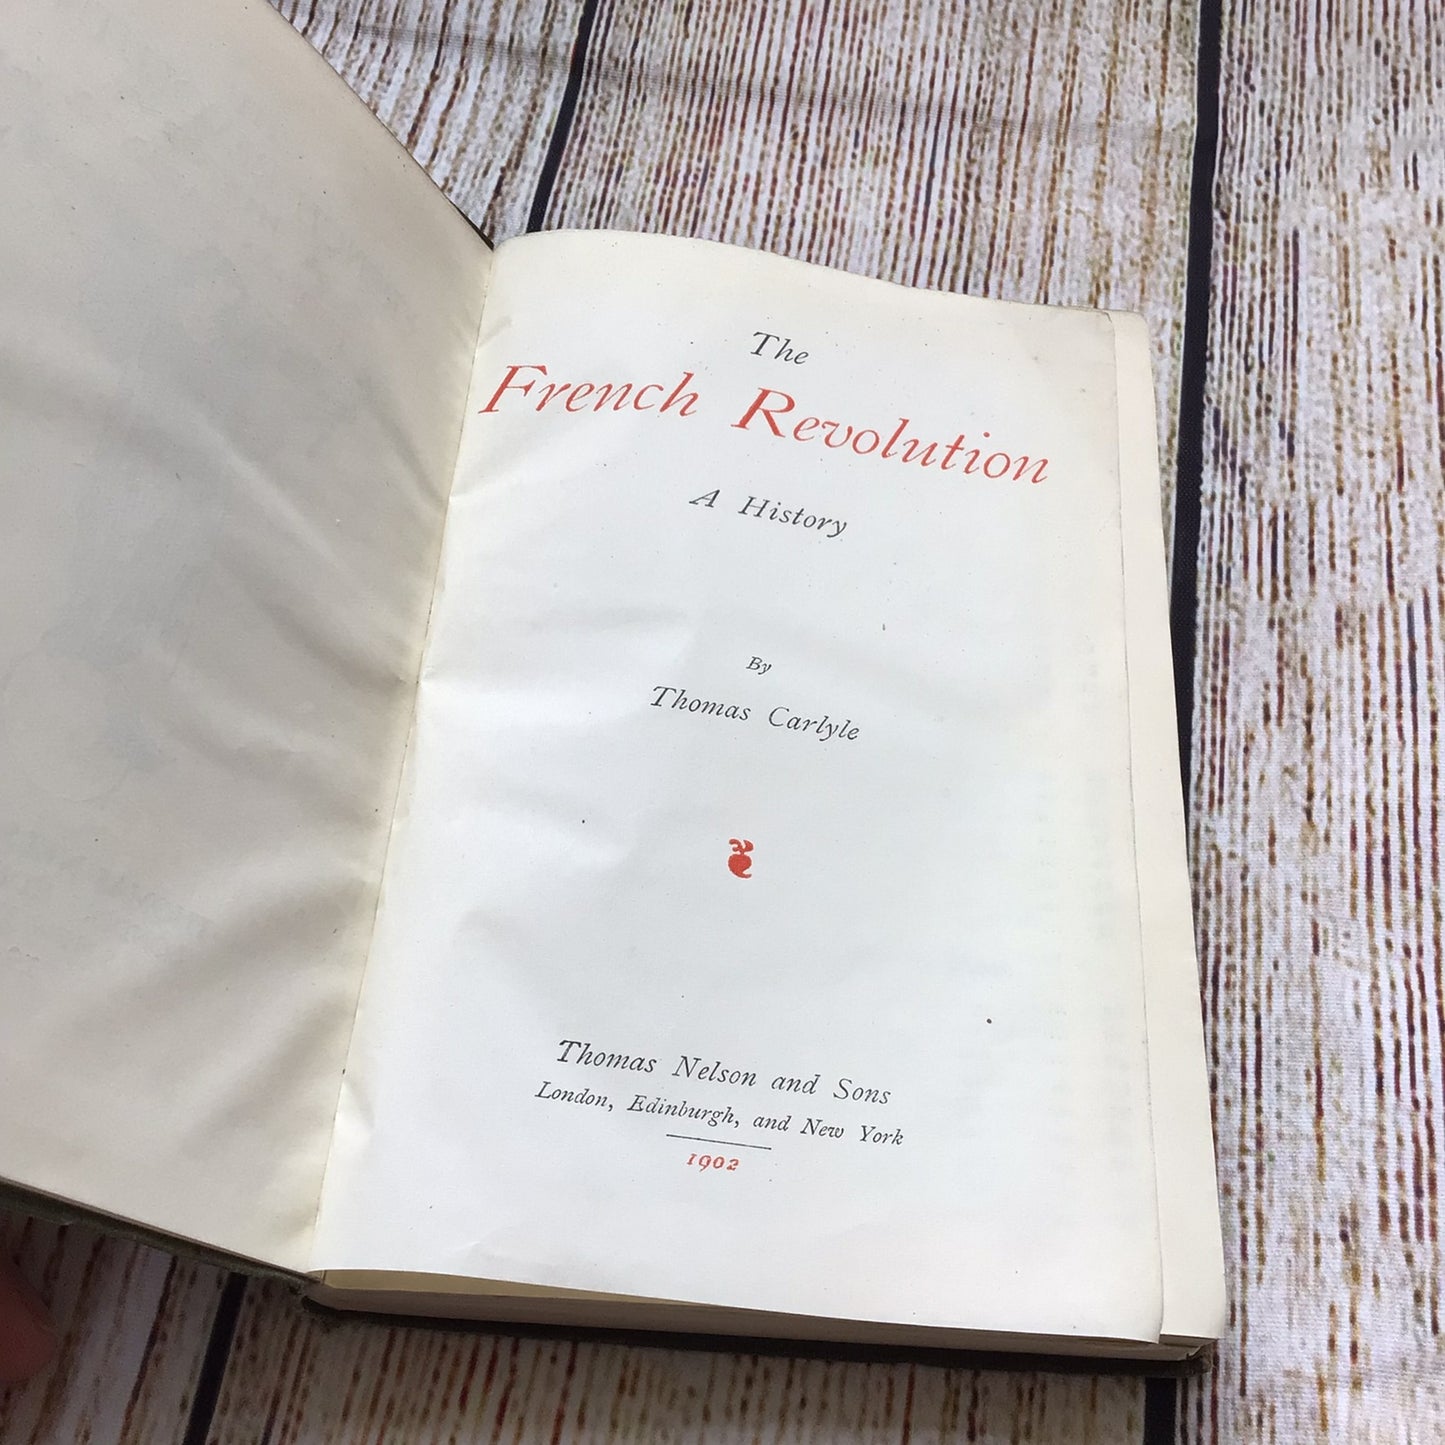 The
French Revolution
A History
By
Thomas Carlyle
Thomas Nelson and Sons
London, Edinburgh, and New York
1902